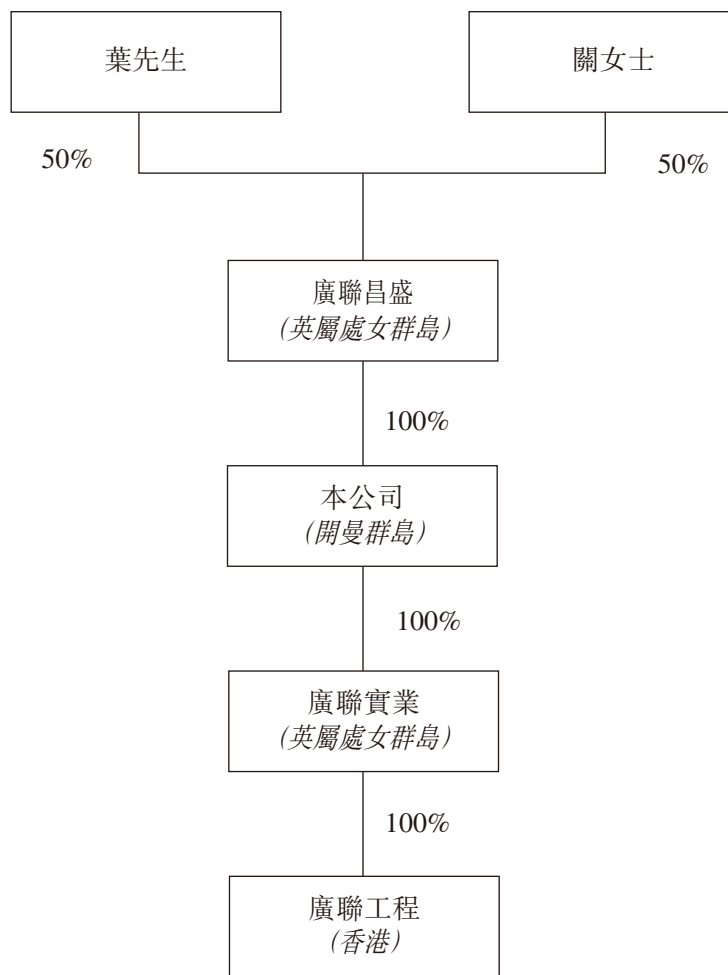 葉先生
關女士
50%
50%
廣聯昌盛
(英屬處女群島)
100%
本公司
(開曼群島)
100%
廣聯實業
(英屬處女群島)
100%
廣聯工程
(香港)